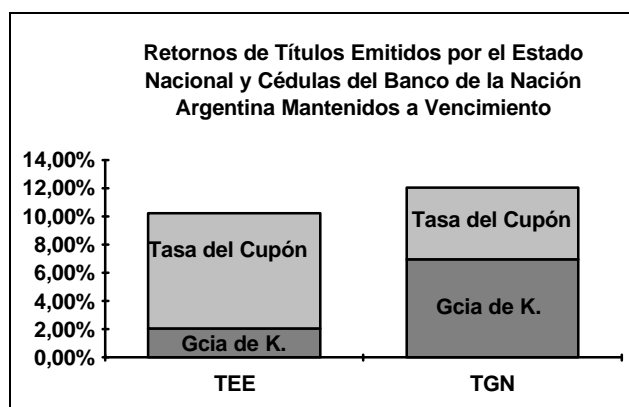 Retornos de Títulos Emitidos por el Estado
Nacional y Cédulas del Banco de la Nación
Argentina Mantenidos a Vencimiento
14,00%
12,00%
10,00%
8,00%
6,00%
4,00%
2,00%
0,00%
Tasa del Cupón
Gcia de K.
Tasa del Cupón
Gcia de K.
TEE
TGN